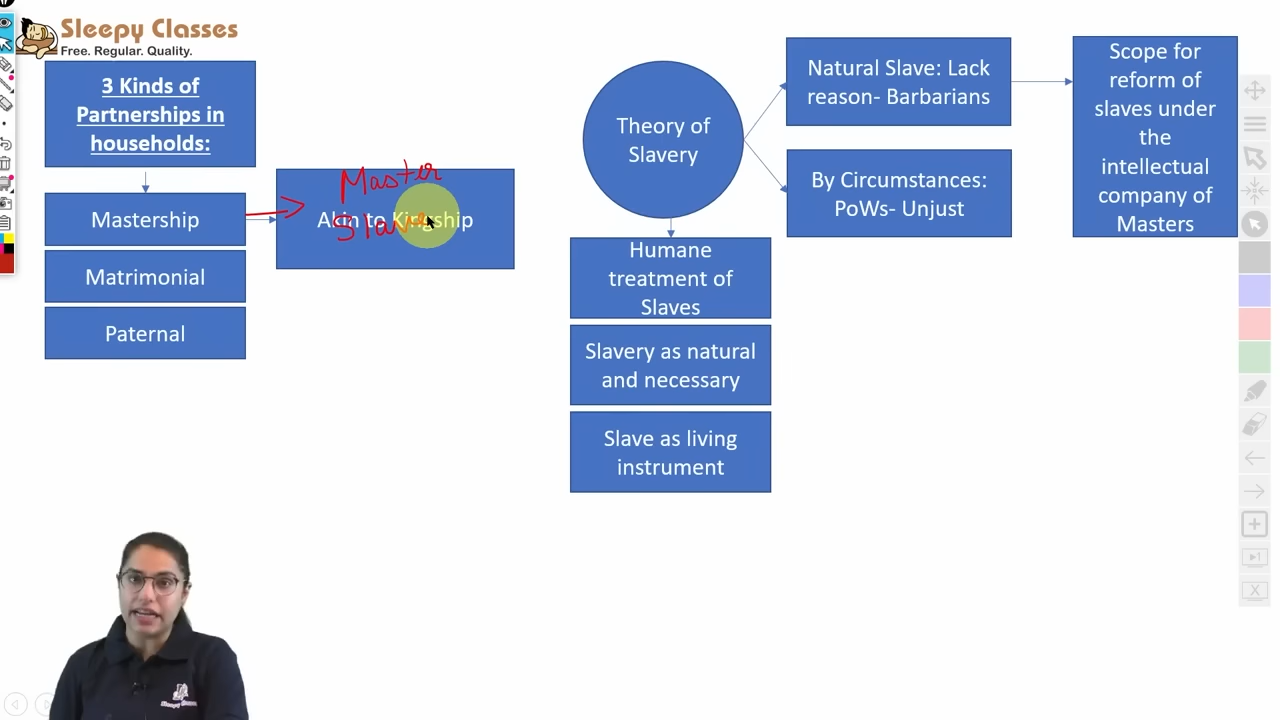 Sleepy Classes
Free. Regular. Quality.
3 Kinds of
Partnerships in
households:
Mastership
Matrimonial
Paternal
Master
Akin to Kingship
Slave
Theory of
Slavery
Humane
treatment of
Slaves
Slavery as natural
and necessary
Slave as living
instrument
Natural Slave: Lack
reason- Barbarians
By Circumstances:
PoWs- Unjust
Scope for
reform of
slaves under
the
intellectual
company of
Masters